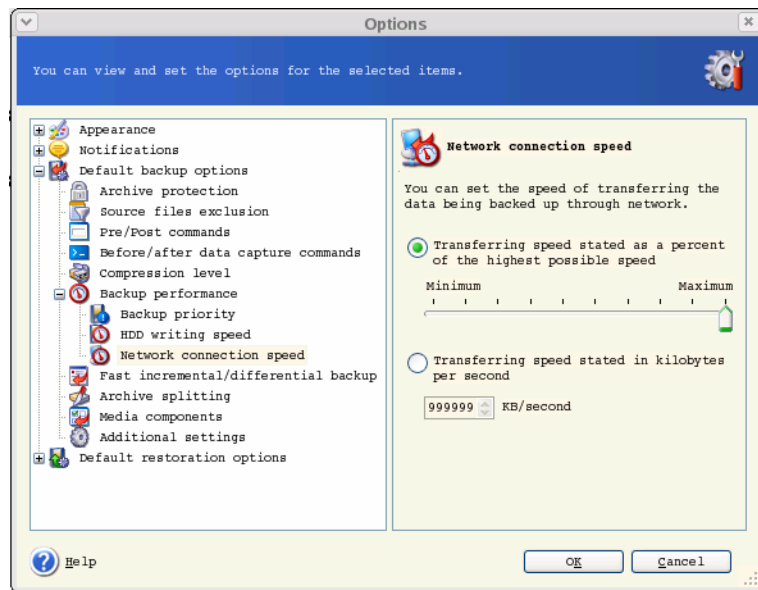 Options
You can view and set the options for the selected items.
Appearance
Notifications
Default backup options
Archive protection
Source files exclusion
Pre/Post commands
Before/after data capture commands
Compression level
Backup performance
Backup priority
HDD writing speed
Network connection speed
Fast incremental/differential backup
Archive splitting
Media components
Additional settings
Default restoration options
Network connection speed
You can set the speed of transferring the
data being backed up through network.
Transferring speed stated as a percent
of the highest possible speed
Minimum Maximum
Transferring speed stated in kilobytes
per second
999999 KB/second
Help
OK Cancel